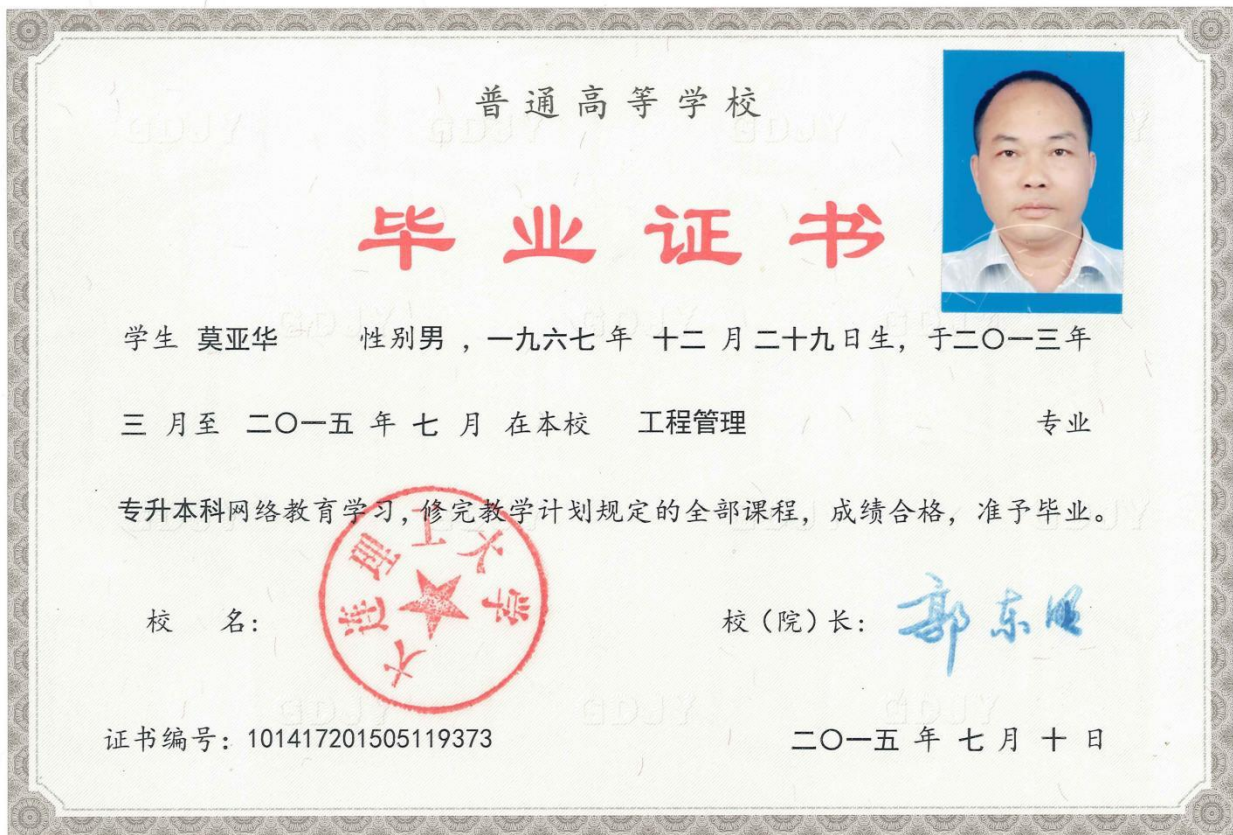 普通高等学校
毕业证书
学生 莫亚华 性别男 ，一九六七 年 十二 月 二十九日生，于二〇一三年
三 月至 二〇一五 年 七 月 在本校 工程管理 专业
专升本科网络教育学习，修完教学计划规定的全部课程，成绩合格，准予毕业。
大连理工大学
校 名：
校（院）长： 郭东明
证书编号：101417201505119373
二〇一五 年 七 月 十 日
YLQB YLQB YLQB YLQB